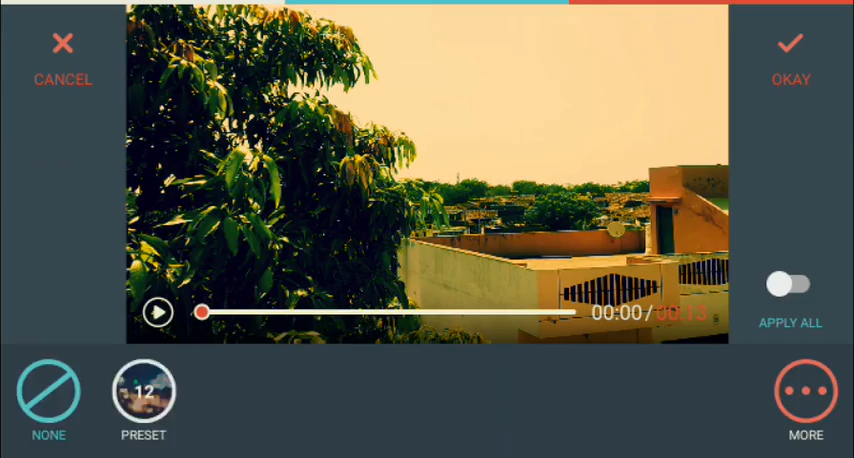 CANCEL
OKAY
00:00/00:13
APPLY ALL
12
NONE
PRESET
MORE